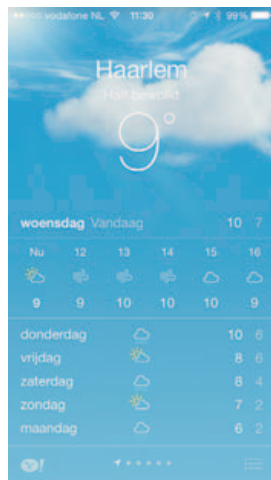 vodafone NL 11:30 99%
Haarlem
Half bewolkt
9°
woensdag Vandaag 10 7
Nu 12 13 14 15 16
9 9 10 10 10 9
donderdag 10 6
vrijdag 8 6
zaterdag 8 4
zondag 7 2
maandag 6 2
Y!